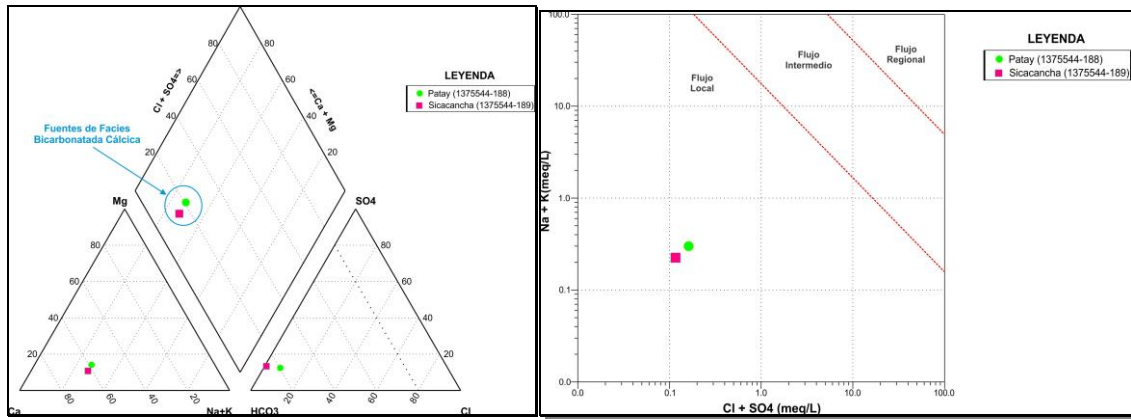 80
80
60
60
40
40
20
20
Cl + SO4=>
<=Ca + Mg
LEYENDA
Patay (1375544-188)
Sicacancha (1375544-189)
Fuentes de Facies
Bicarbonatada Cálcica
Mg
SO4
80
80
60
60
40
40
20
20
80
60
40
20
20
40
60
80
Ca
Na+K
HCO3
Cl
100.0
10.0
1.0
0.1
0.0
Na + K(meq/L)
Flujo
Local
Flujo
Intermedio
Flujo
Regional
0.0
0.1
1.0
10.0
100.0
Cl + SO4 (meq/L)
LEYENDA
Patay (1375544-188)
Sicacancha (1375544-189)